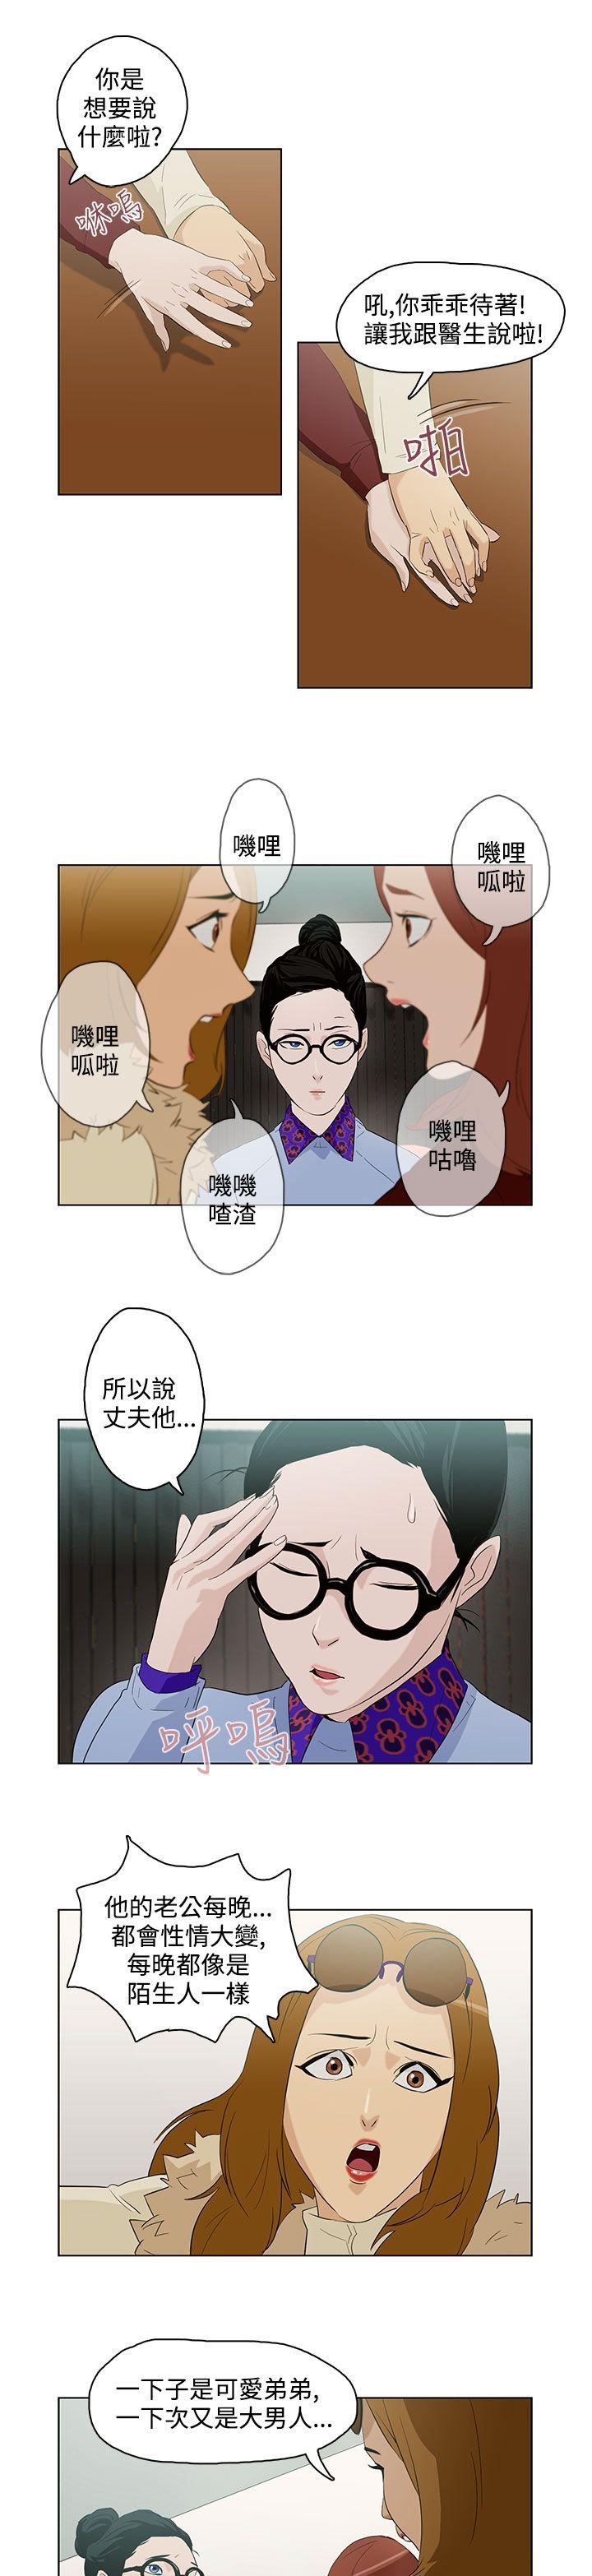 你是
想要說
什麼啦?
咻嗚
吼,你乖乖待著!
讓我跟醫生說啦!
啪
嘰哩
嘰哩
呱啦
嘰哩
呱啦
嘰哩
咕嚕
嘰嘰
喳渣
所以說
丈夫他...
呼嗚
他的老公每晚...
都會性情大變,
每晚都像是
陌生人一樣
一下子是可愛弟弟,
一下次又是大男人...